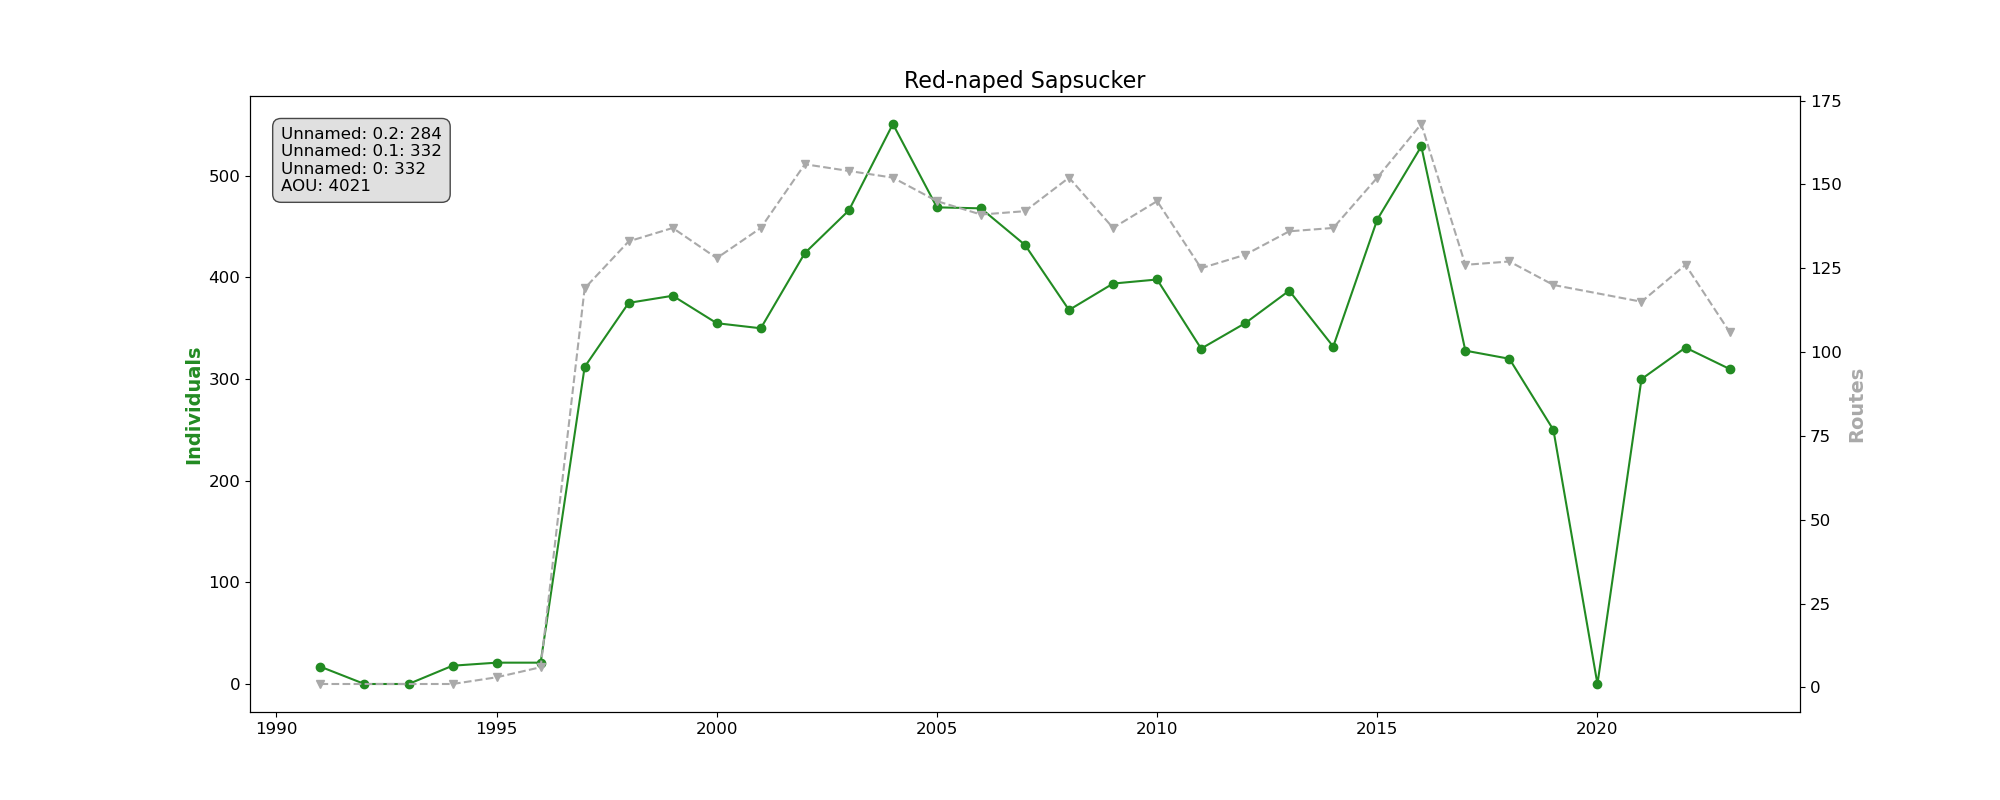 Red-naped Sapsucker
Unnamed: 0.2: 284
Unnamed: 0.1: 332
Unnamed: 0: 332
AOU: 4021
Individuals
500
400
300
200
100
0
175
150
125
100
75
50
25
0
Routes
1990 1995 2000 2005 2010 2015 2020